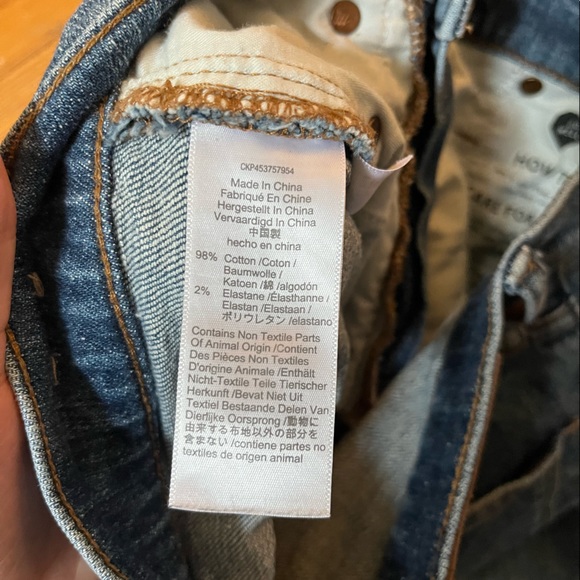 CKP453757954
Made In China
Fabriqué En Chine
Hergestellt In China
Vervaardigd In China
中国製
hecho en china
98% Cotton /Coton /
Baumwolle /
Katoen /綿 /algodón
2% Elastane /Élasthanne /
Elastan /Elastaan /
ポリウレタン /elastano
Contains Non Textile Parts
Of Animal Origin /Contient
Des Pièces Non Textiles
D'origine Animale /Enthält
Nicht-Textile Teile Tierischer
Herkunft /Bevat Niet Uit
Textiel Bestaande Delen Van
Dierlijke Oorsprong /動物に
由来する布地以外の部分を
含まない /contiene partes no
textiles de origen animal
HOW